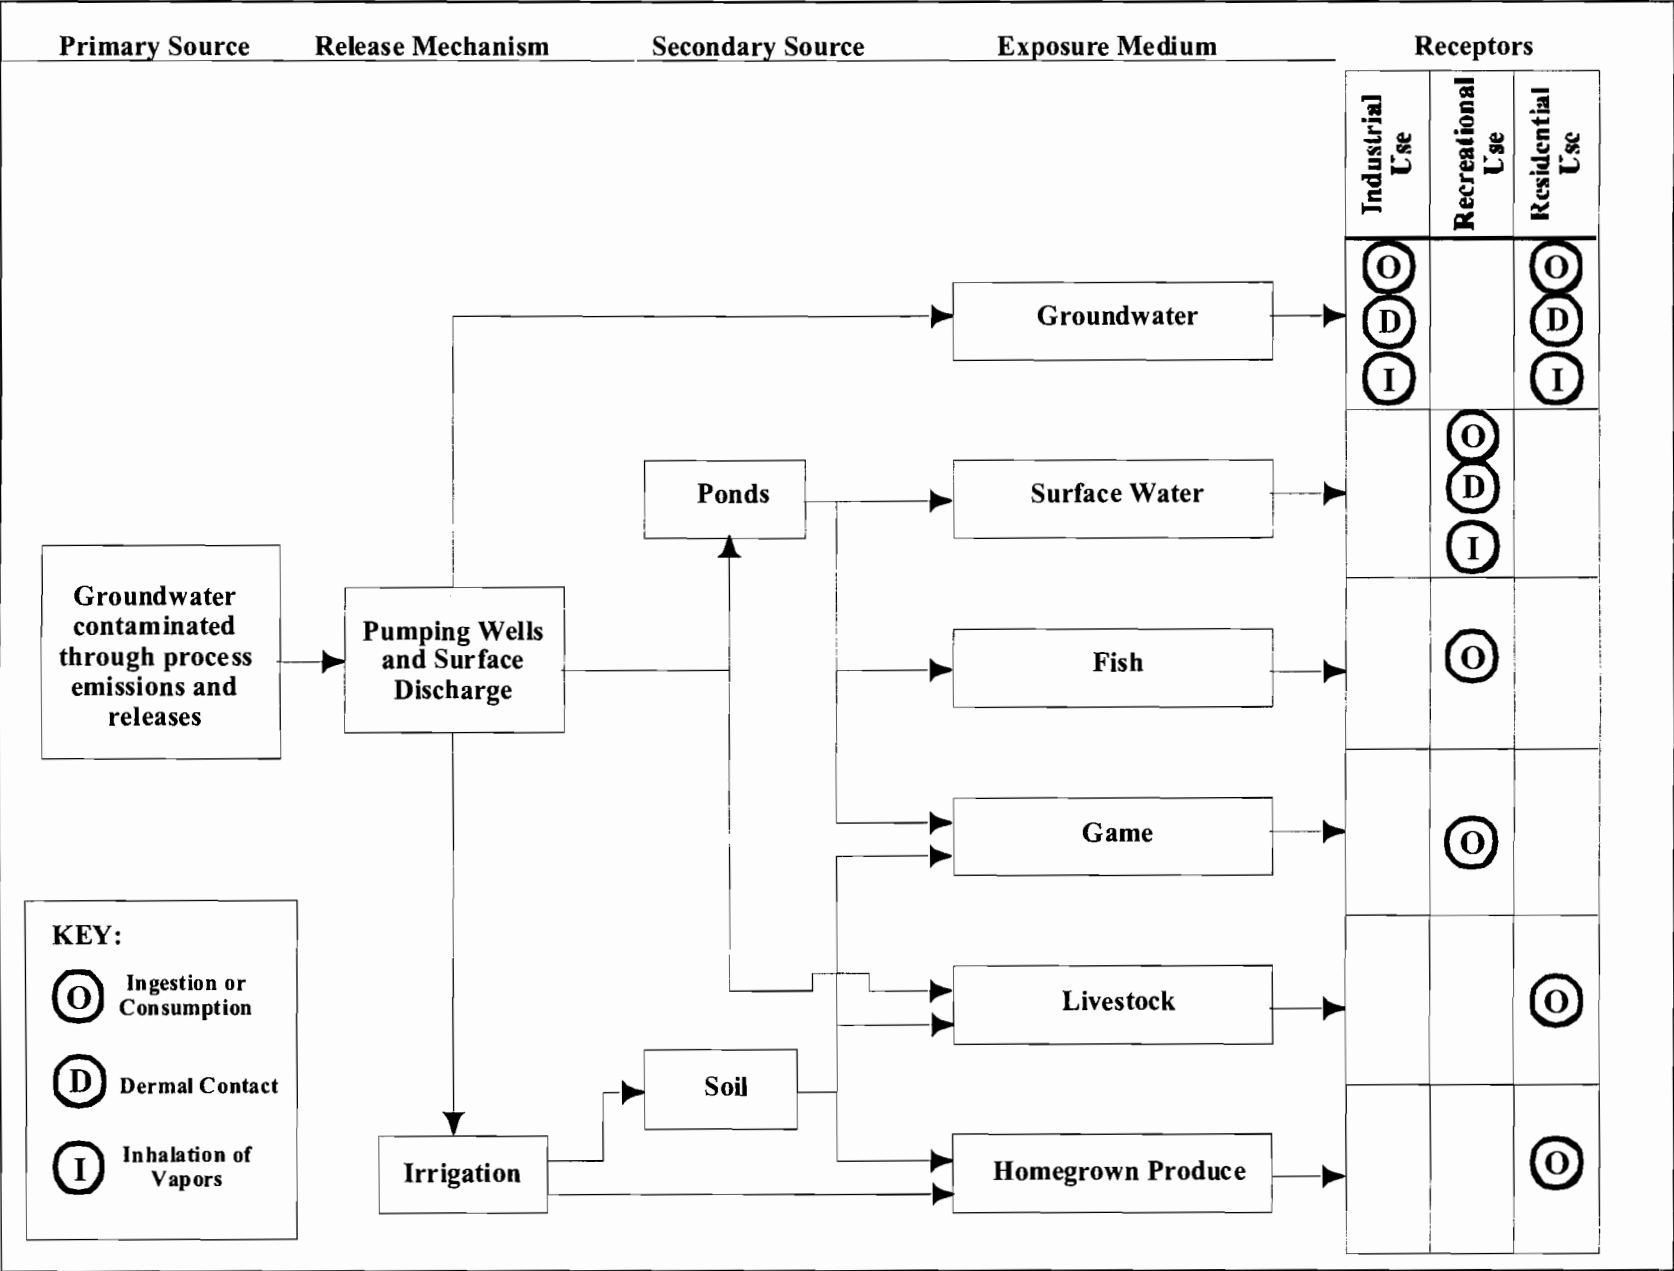 Primary Source Release Mechanism Secondary Source Exposure Medium Receptors
Industrial
Use
Recreational
Use
Residential
Use
Groundwater
O O
D D
I I
Ponds
Surface Water
O
D
I
Groundwater
contaminated
through process
emissions and
releases
Pumping Wells
and Surface
Discharge
Fish
O
Game
O
Livestock
O
Soil
Irrigation
Homegrown Produce
O
KEY:
O Ingestion or
Consumption
D Dermal Contact
I Inhalation of
Vapors